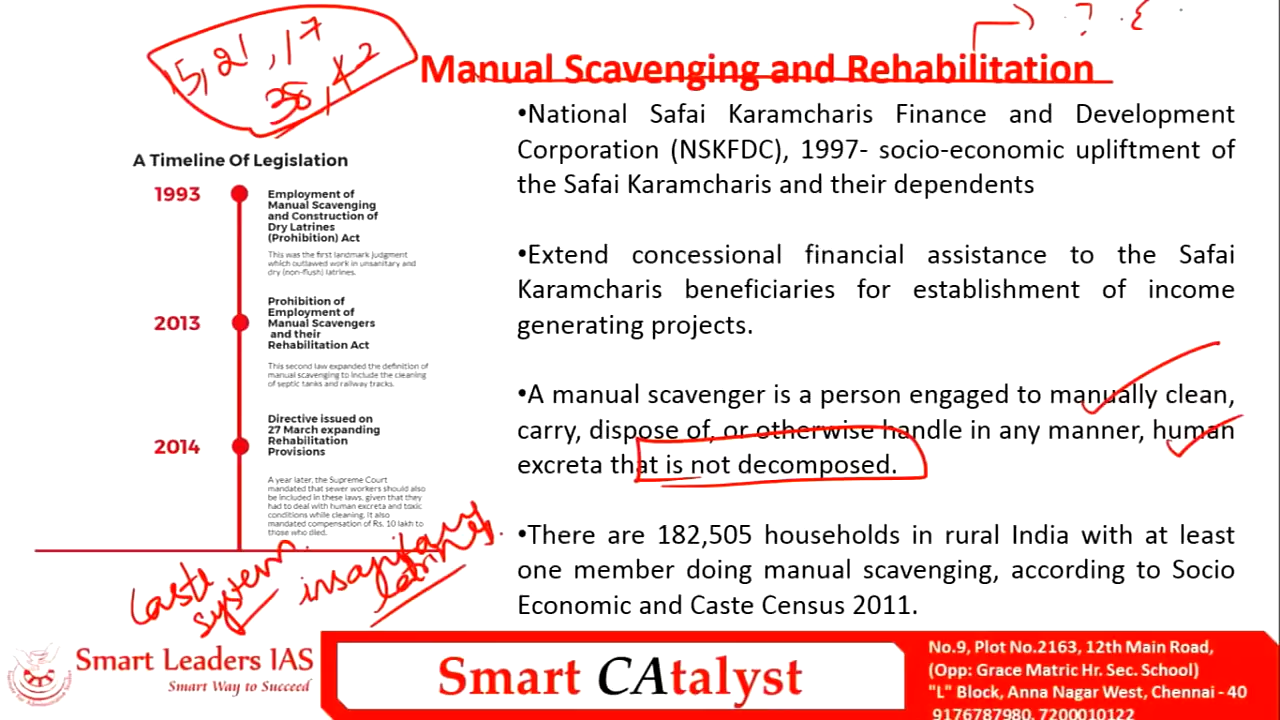 15, 21, 17
38, 42
? {
Manual Scavenging and Rehabilitation
A Timeline Of Legislation
1993
Employment of
Manual Scavenging
and Construction of
Dry Latrines
(Prohibition) Act
This was the first landmark judgment
which outlawed work in unsanitary and
dry (non-flush) latrines.
2013
Prohibition of
Employment of
Manual Scavengers
and their
Rehabilitation Act
This second law expanded the definition of
manual scavenging to include the cleaning
of septic tanks and railway tracks.
2014
Directive issued on
27 March expanding
Rehabilitation
Provisions
A year later, the Supreme Court
mandated that sewer workers should also
be included in these laws, given that they
had to deal with human excreta and toxic
conditions while cleaning. It also
mandated compensation of Rs. 10 lakh to
those who died.
caste
system
insanitary
latrines
•National Safai Karamcharis Finance and Development
Corporation (NSKFDC), 1997- socio-economic upliftment of
the Safai Karamcharis and their dependents
•Extend concessional financial assistance to the Safai
Karamcharis beneficiaries for establishment of income
generating projects.
•A manual scavenger is a person engaged to manually clean,
carry, dispose of, or otherwise handle in any manner, human
excreta that is not decomposed.
•There are 182,505 households in rural India with at least
one member doing manual scavenging, according to Socio
Economic and Caste Census 2011.
Smart Leaders IAS
Smart Way to Succeed
Smart CAtalyst
No.9, Plot No.2163, 12th Main Road,
(Opp: Grace Matric Hr. Sec. School)
"L" Block, Anna Nagar West, Chennai - 40
9176787980, 7200010122